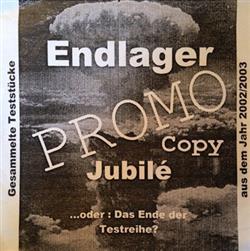 Endlager
PROMO
Copy
Jubilé
...oder : Das Ende der
Testreihe?
Gesammelte Teststücke
aus dem Jahr 2002/2003